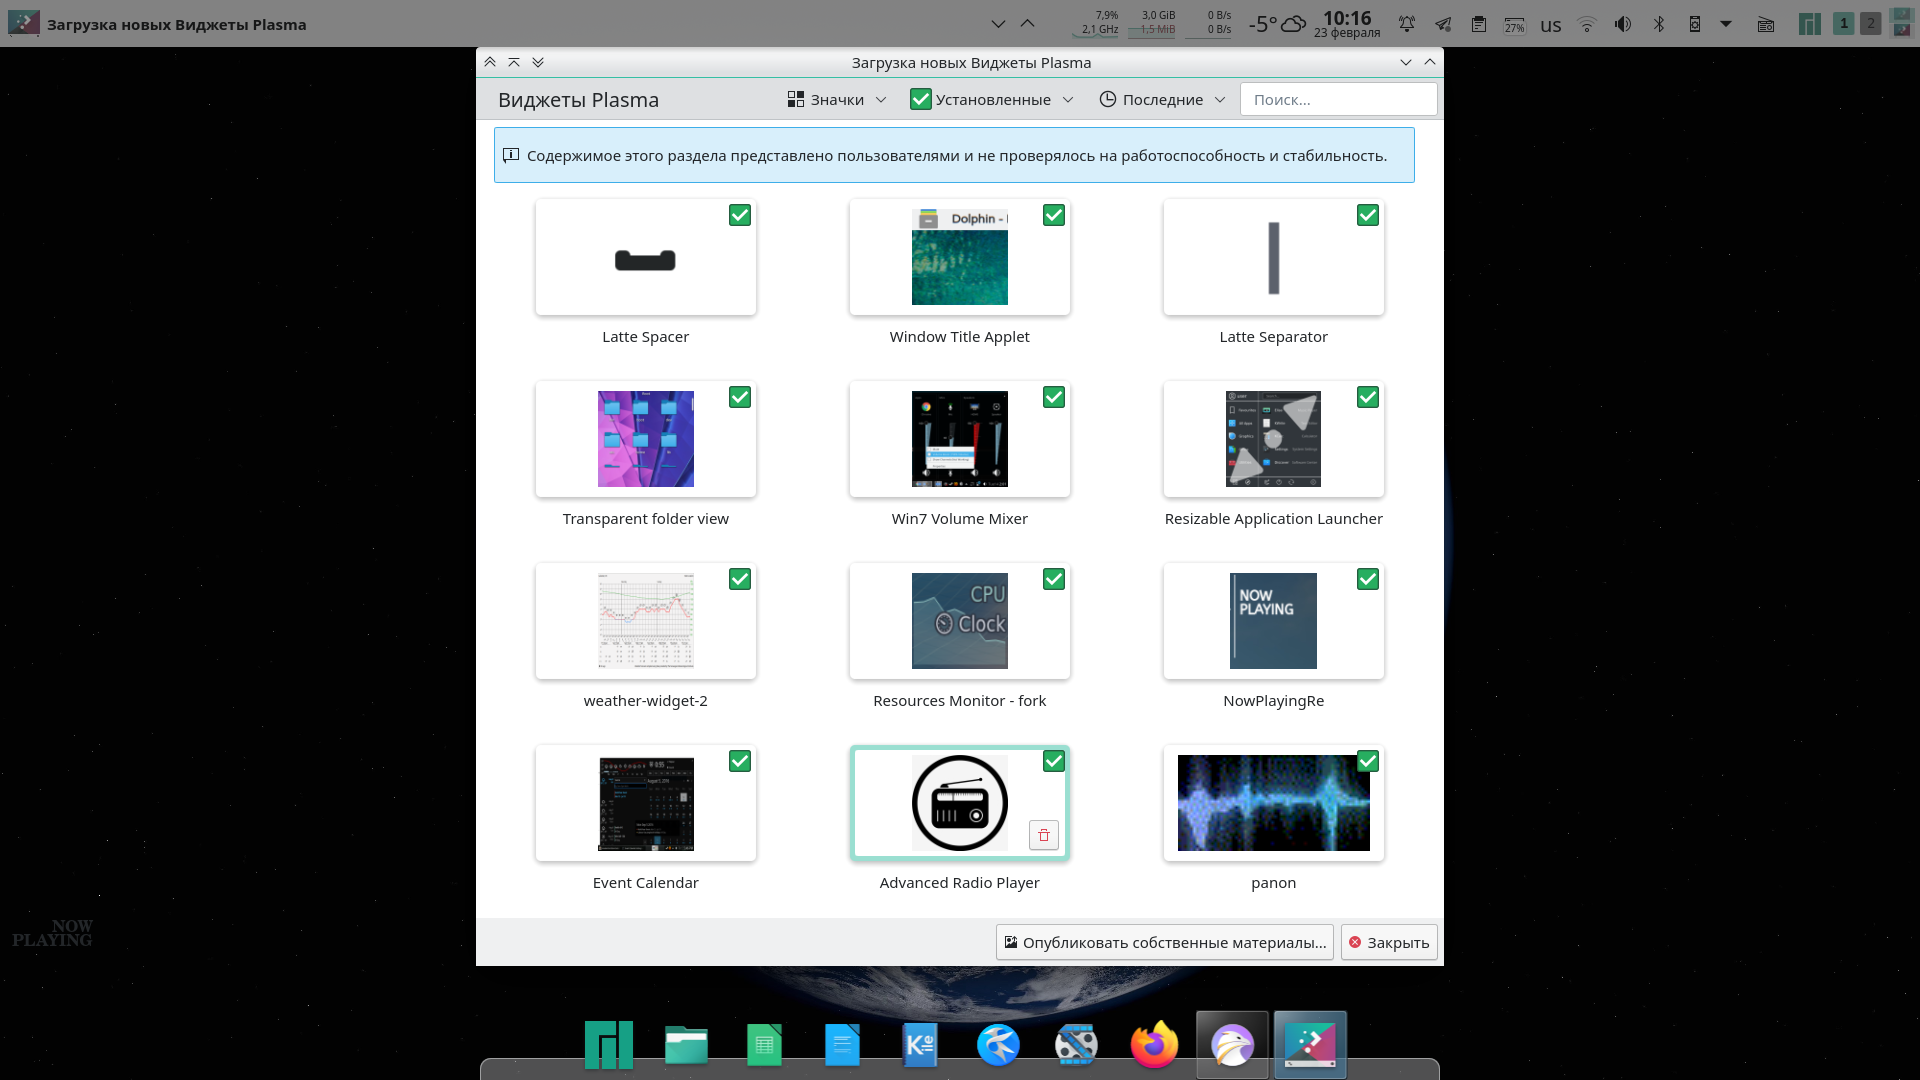 Загрузка новых Виджеты Plasma
7,9%
2,1 GHz
3,0 GiB
1,5 MiB
0 B/s
0 B/s
-5°
10:16
23 февраля
27%
us
1
2
Загрузка новых Виджеты Plasma
Виджеты Plasma
Значки
Установленные
Последние
Поиск...
Содержимое этого раздела представлено пользователями и не проверялось на работоспособность и стабильность.
Dolphin -
Latte Spacer
Window Title Applet
Latte Separator
Transparent folder view
Win7 Volume Mixer
Resizable Application Launcher
CPU
Clock
NOW
PLAYING
weather-widget-2
Resources Monitor - fork
NowPlayingRe
Event Calendar
Advanced Radio Player
panon
NOW
PLAYING
Опубликовать собственные материалы...
Закрыть